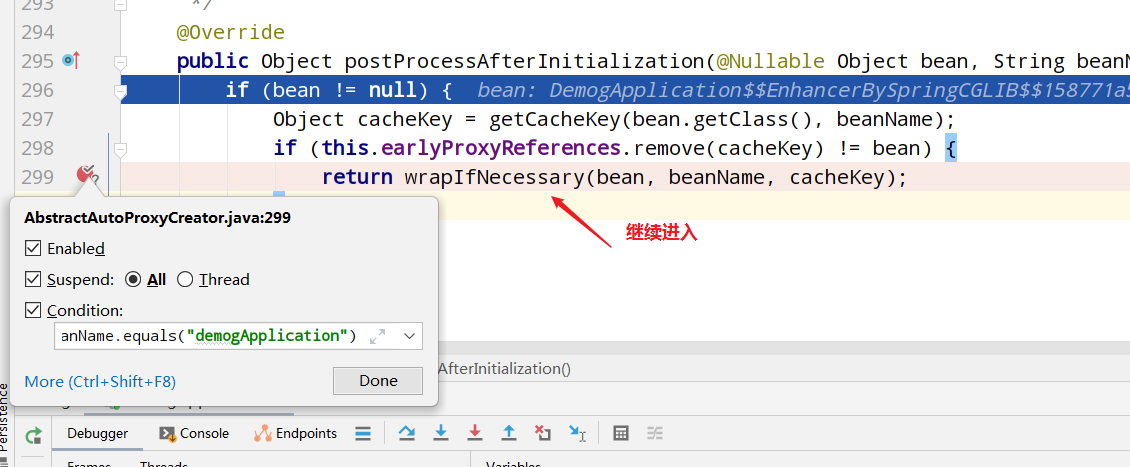 293
*/
294
@Override
295
public Object postProcessAfterInitialization(@Nullable Object bean, String beanN
296
if (bean != null) { bean: DemogApplication$$EnhancerBySpringCGLIB$$158771a5
297
Object cacheKey = getCacheKey(bean.getClass(), beanName);
298
if (this.earlyProxyReferences.remove(cacheKey) != bean) {
299
return wrapIfNecessary(bean, beanName, cacheKey);
继续进入
AbstractAutoProxyCreator.java:299
Enabled
Suspend: All Thread
Condition:
anName.equals("demogApplication")
More (Ctrl+Shift+F8)
Done
AfterInitialization()
Persistence
Debugger Console Endpoints
Frames Threads Variables